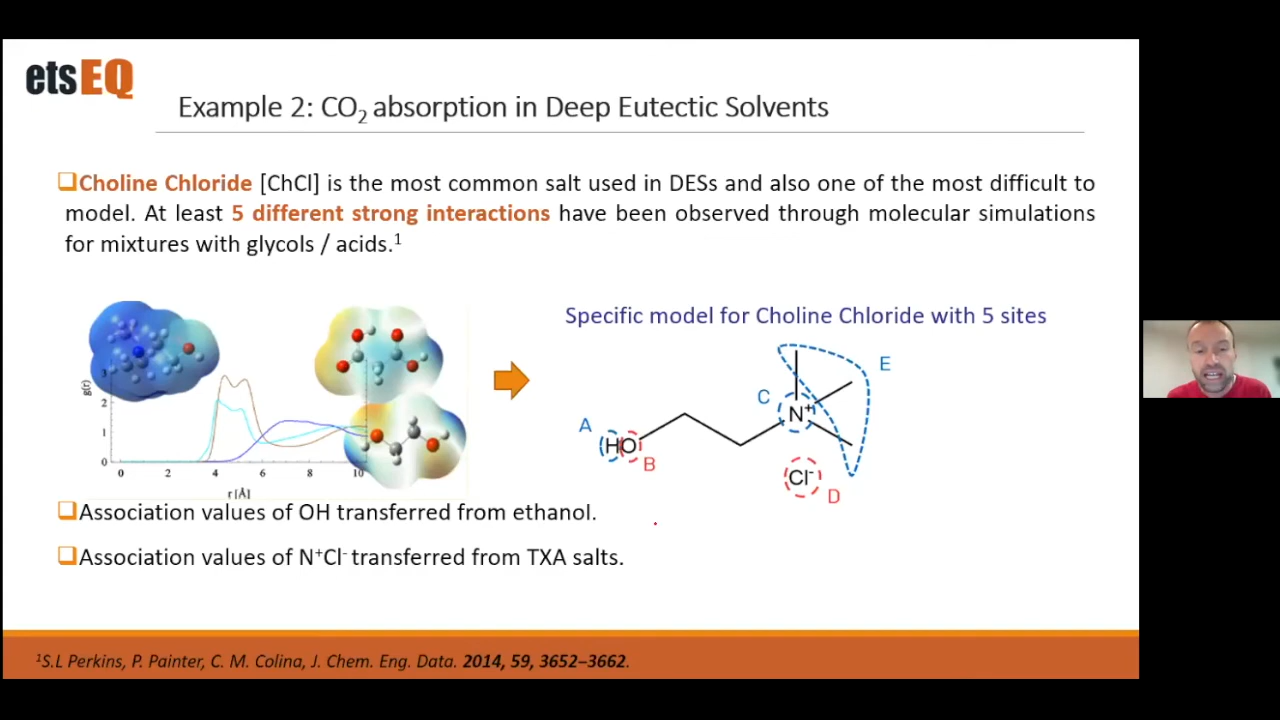 etsEQ
Example 2: CO₂ absorption in Deep Eutectic Solvents
❑Choline Chloride [ChCl] is the most common salt used in DESs and also one of the most difficult to
model. At least 5 different strong interactions have been observed through molecular simulations
for mixtures with glycols / acids.¹
Specific model for Choline Chloride with 5 sites
g(r)
3
2
1
0
0 2 4 6 8 10
r [Å]
A
HO
B
C
N⁺
E
Cl⁻
D
❑Association values of OH transferred from ethanol.
❑Association values of N⁺Cl⁻ transferred from TXA salts.
¹S.L Perkins, P. Painter, C. M. Colina, J. Chem. Eng. Data. 2014, 59, 3652–3662.